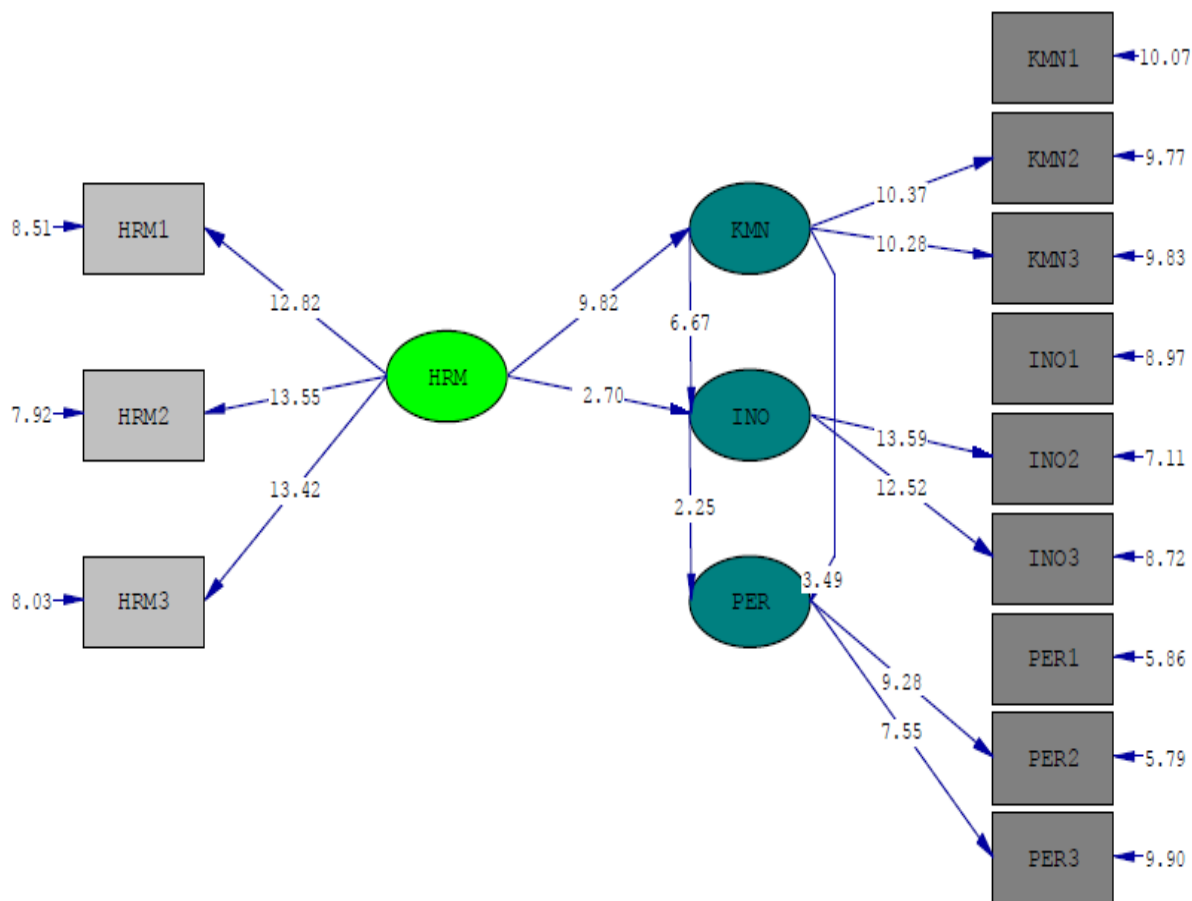 KMN1
10.07
KMN2
9.77
10.37
8.51
HRM1
KMN
10.28
KMN3
9.83
12.82
9.82
6.67
INO1
8.97
HRM
7.92
HRM2
13.55
2.70
INO
13.59
INO2
7.11
13.42
12.52
2.25
INO3
8.72
8.03
HRM3
PER
3.49
PER1
5.86
9.28
7.55
PER2
5.79
PER3
9.90